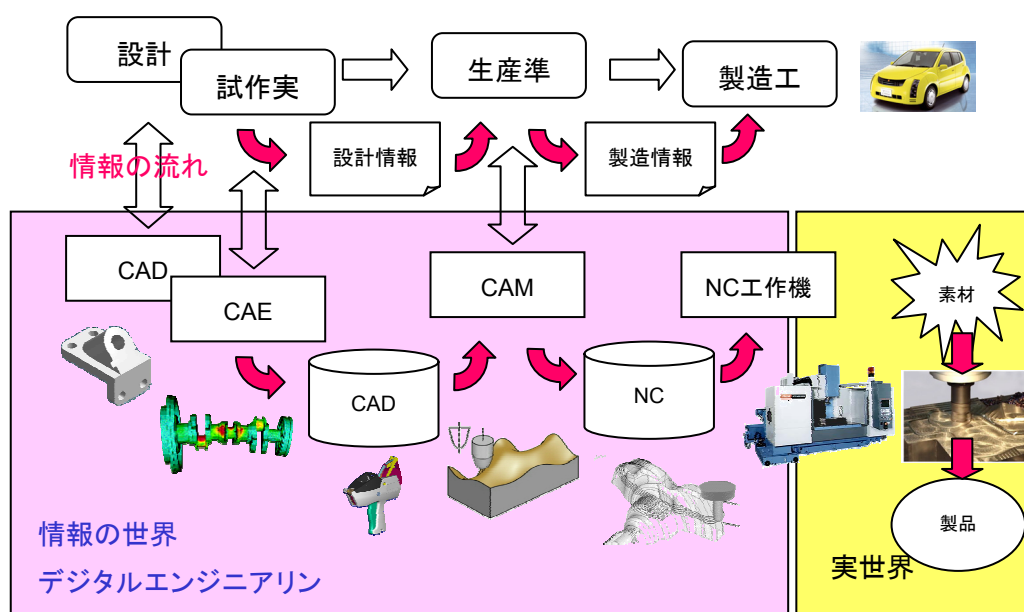 設計
試作実
生産準
製造工
情報の流れ
設計情報
製造情報
CAD
CAE
CAM
NC工作機
素材
CAD
NC
製品
情報の世界
デジタルエンジニアリン
実世界